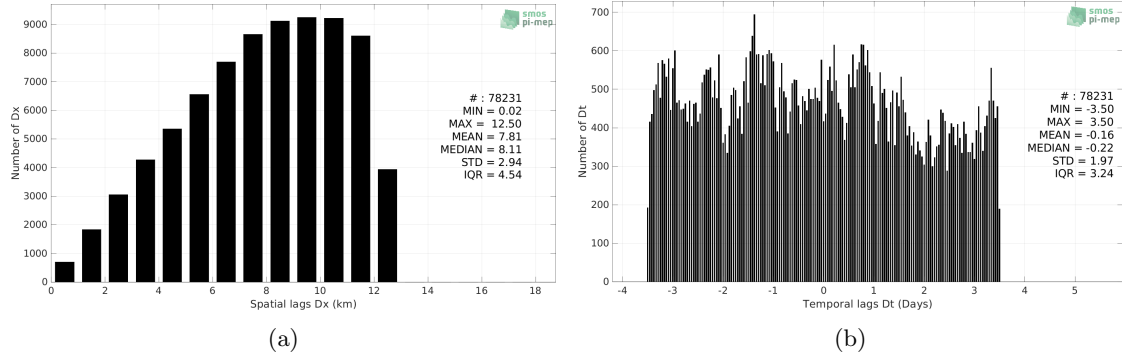 smos
pi-mep
9000
8000
7000
6000
5000
4000
3000
2000
1000
0
Number of Dx
# : 78231
MIN = 0.02
MAX = 12.50
MEAN = 7.81
MEDIAN = 8.11
STD = 2.94
IQR = 4.54
0 2 4 6 8 10 12 14 16 18
Spatial lags Dx (km)
(a)
smos
pi-mep
700
600
500
400
300
200
100
0
Number of Dt
# : 78231
MIN = -3.50
MAX = 3.50
MEAN = -0.16
MEDIAN = -0.22
STD = 1.97
IQR = 3.24
-4 -3 -2 -1 0 1 2 3 4 5
Temporal lags Dt (Days)
(b)